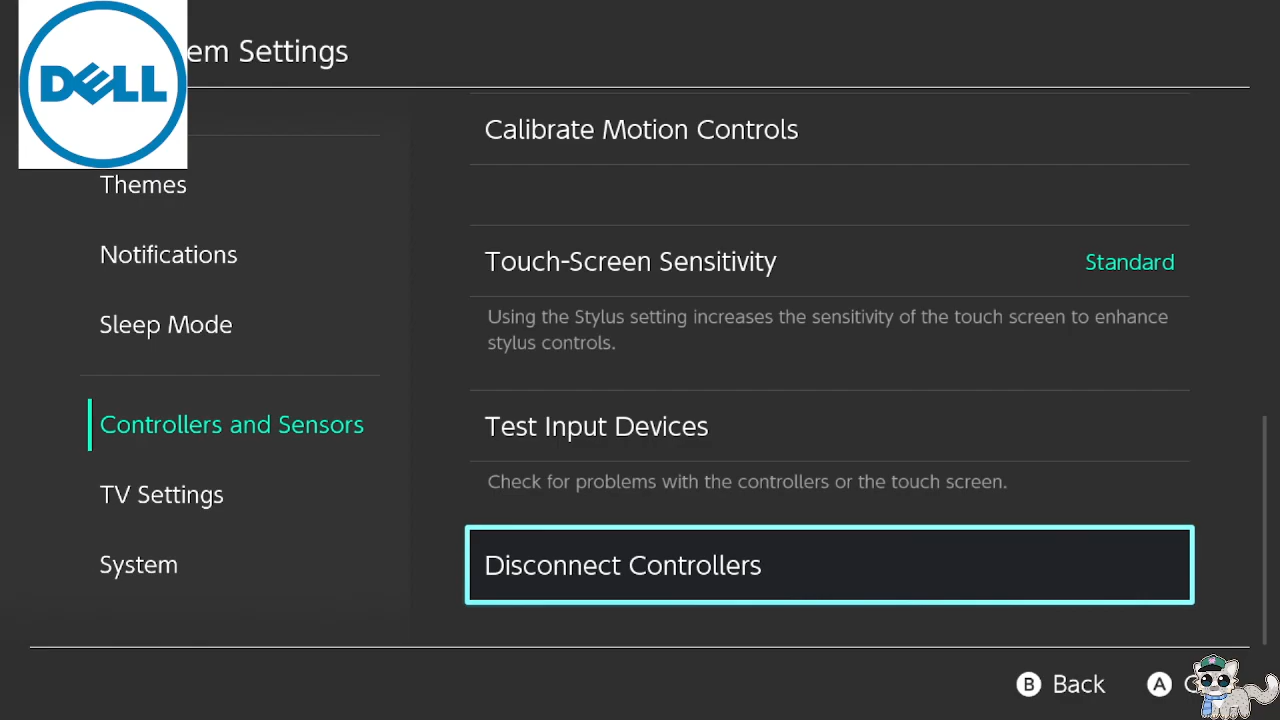 DELL
em Settings
Themes
Notifications
Sleep Mode
Controllers and Sensors
TV Settings
System
Calibrate Motion Controls
Touch-Screen Sensitivity
Standard
Using the Stylus setting increases the sensitivity of the touch screen to enhance
stylus controls.
Test Input Devices
Check for problems with the controllers or the touch screen.
Disconnect Controllers
B Back
A